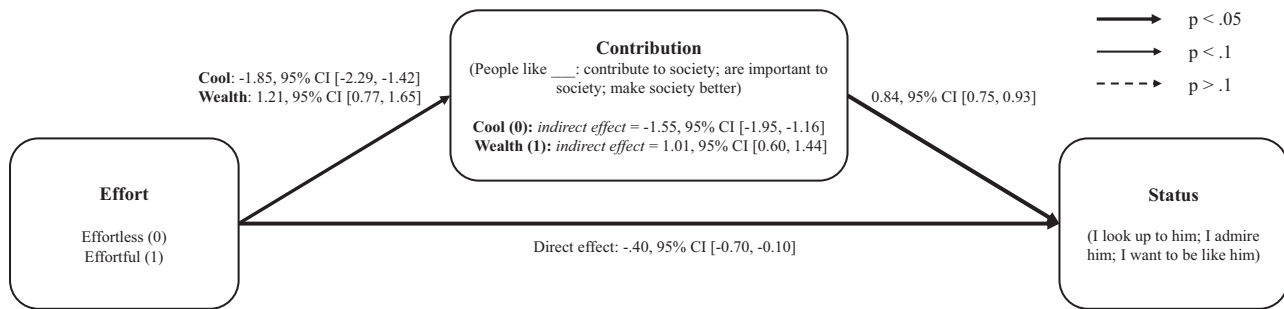 p < .05
p < .1
p > .1
Contribution
(People like ___: contribute to society; are important to
society; make society better)
Cool (0): indirect effect = -1.55, 95% CI [-1.95, -1.16]
Wealth (1): indirect effect = 1.01, 95% CI [0.60, 1.44]
Cool: -1.85, 95% CI [-2.29, -1.42]
Wealth: 1.21, 95% CI [0.77, 1.65]
0.84, 95% CI [0.75, 0.93]
Effort
Effortless (0)
Effortful (1)
Direct effect: -.40, 95% CI [-0.70, -0.10]
Status
(I look up to him; I admire
him; I want to be like him)